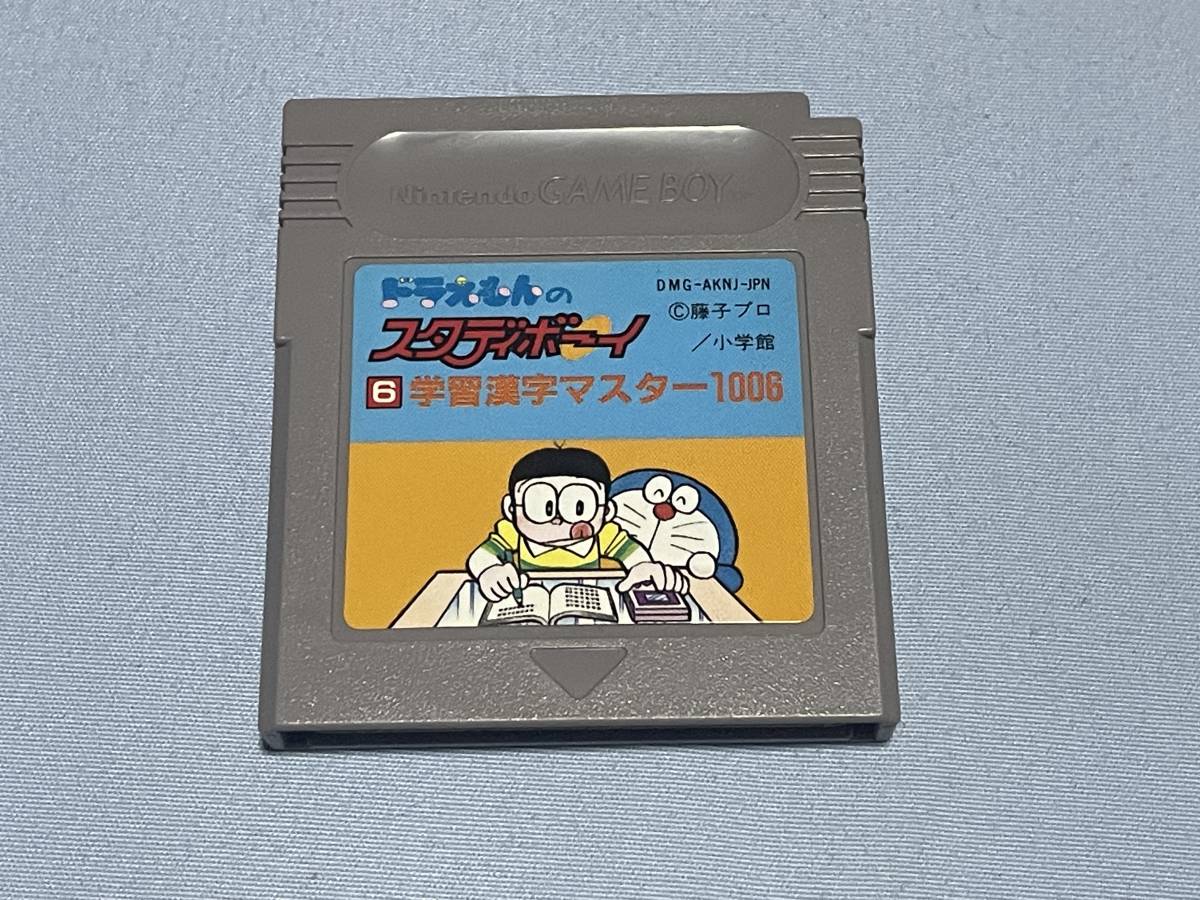 Nintendo GAME BOY
ドラえもんの
スタディボーイ
6 学習漢字マスター1006
DMG-AKNJ-JPN
©藤子プロ
／小学館